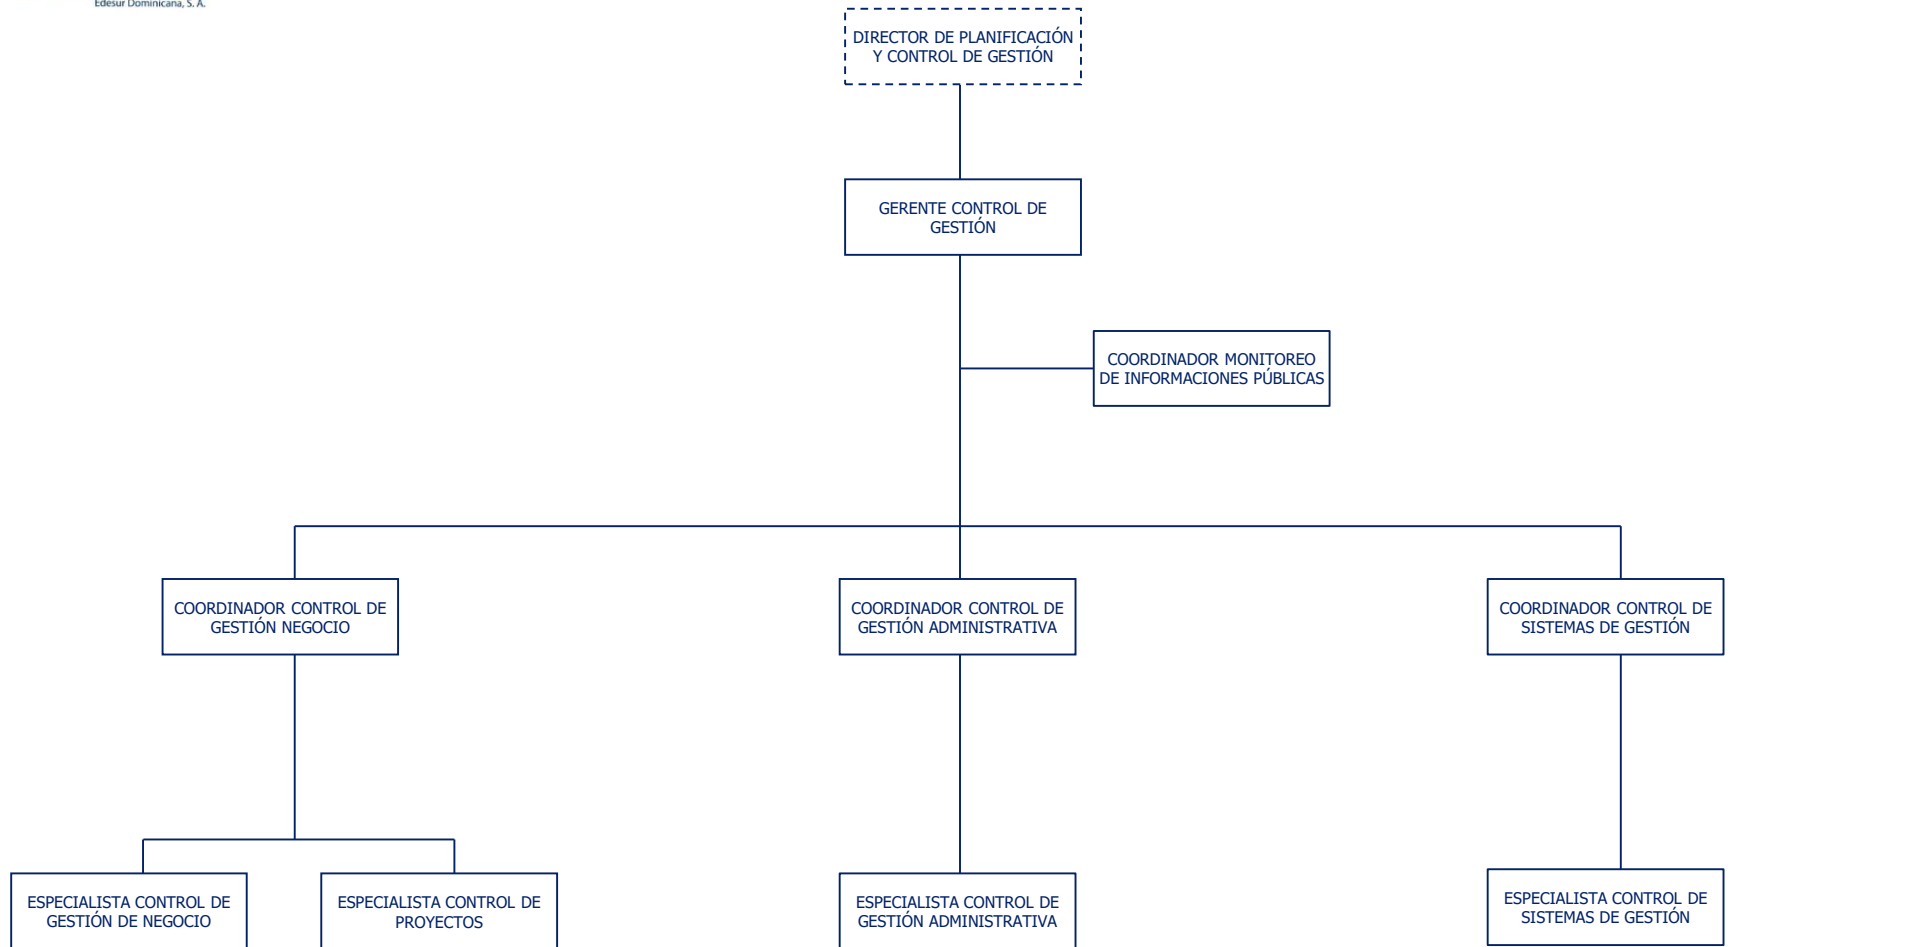 Edesur Dominicana, S. A.
DIRECTOR DE PLANIFICACIÓN
Y CONTROL DE GESTIÓN
GERENTE CONTROL DE
GESTIÓN
COORDINADOR MONITOREO
DE INFORMACIONES PÚBLICAS
COORDINADOR CONTROL DE
GESTIÓN NEGOCIO
COORDINADOR CONTROL DE
GESTIÓN ADMINISTRATIVA
COORDINADOR CONTROL DE
SISTEMAS DE GESTIÓN
ESPECIALISTA CONTROL DE
GESTIÓN DE NEGOCIO
ESPECIALISTA CONTROL DE
PROYECTOS
ESPECIALISTA CONTROL DE
GESTIÓN ADMINISTRATIVA
ESPECIALISTA CONTROL DE
SISTEMAS DE GESTIÓN